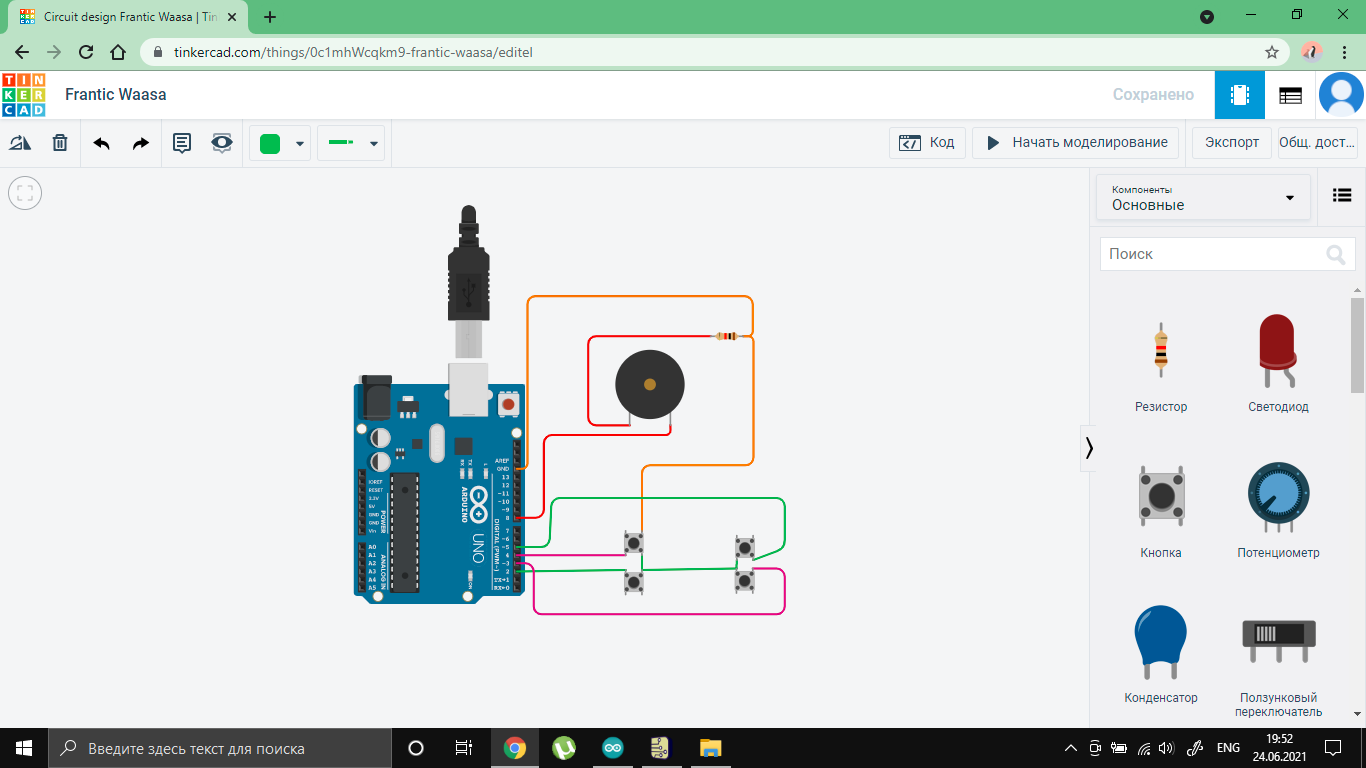 Circuit design Frantic Waasa | Tin
tinkercad.com/things/0c1mhWcqkm9-frantic-waasa/editel
TIN
KER
CAD
Frantic Waasa
Сохранено
Код
Начать моделирование
Экспорт
Общ. дост...
Компоненты
Основные
Поиск
Резистор
Светодиод
Кнопка
Потенциометр
Конденсатор
Ползунковый
переключатель
AREF
GND
13
12
~11
~10
~9
8
7
~6
~5
4
~3
2
TX→1
RX←0
DIGITAL (PWM~)
IOREF
RESET
3.3V
5V
GND
GND
Vin
POWER
A0
A1
A2
A3
A4
A5
ANALOG IN
RX
TX
L
ON
ARDUINO
UNO
Введите здесь текст для поиска
ENG
19:52
24.06.2021